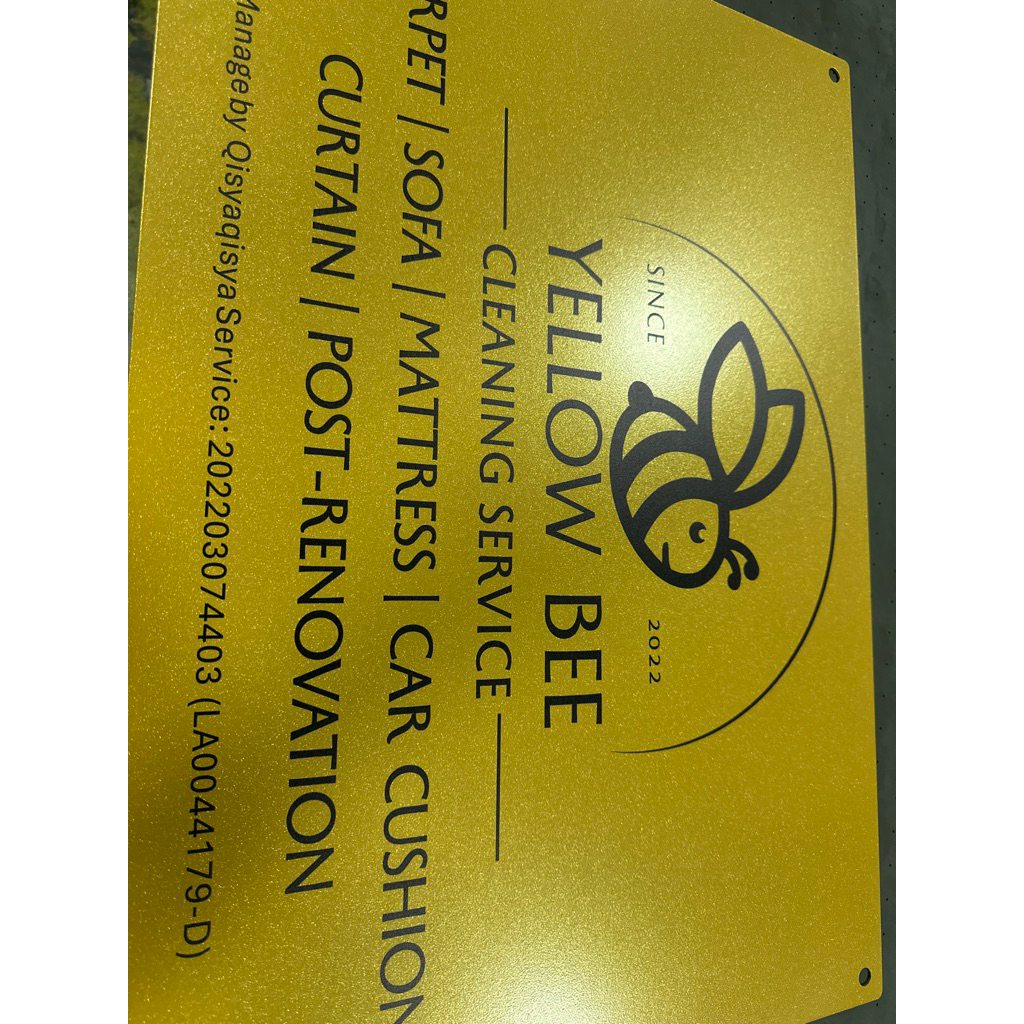 SINCE 2022
YELLOW BEE
CLEANING SERVICE
RPET | SOFA | MATTRESS | CAR CUSHION
CURTAIN | POST-RENOVATION
Manage by Qisyaqisya Service: 202203074403 (LA0044179-D)